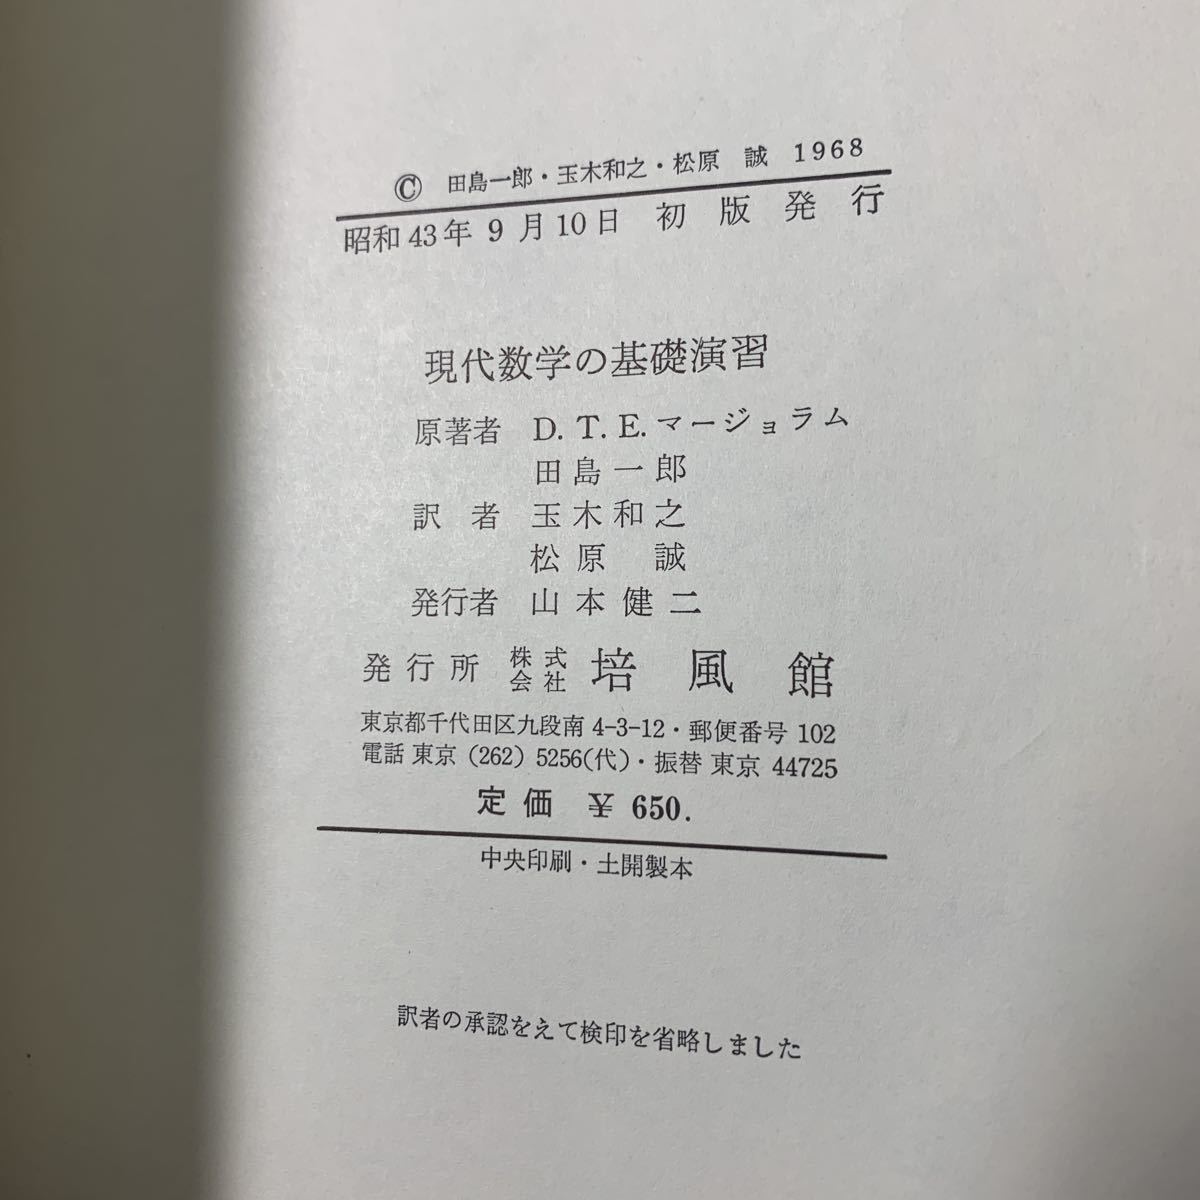 © 田島一郎・玉木和之・松原 誠 1968
昭和43年 9 月10日 初版発行
現代数学の基礎演習
原著者 D. T. E. マージョラム
田島一郎
訳者 玉木和之
松原 誠
発行者 山本健二
発行所 株式会社 培風館
東京都千代田区九段南 4-3-12・郵便番号 102
電話 東京 (262) 5256(代)・振替 東京 44725
定価 ¥ 650.
中央印刷・土開製本
訳者の承認をえて検印を省略しました